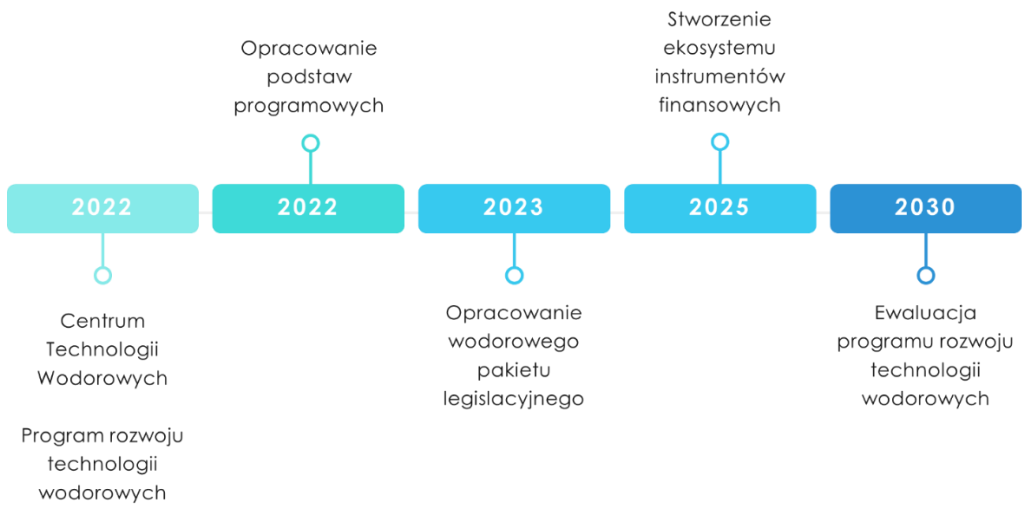 2022
Centrum
Technologii
Wodorowych
Program rozwoju
technologii
wodorowych
Opracowanie
podstaw
programowych
2022
2023
Opracowanie
wodorowego
pakietu
legislacyjnego
Stworzenie
ekosystemu
instrumentów
finansowych
2025
2030
Ewaluacja
programu rozwoju
technologii
wodorowych